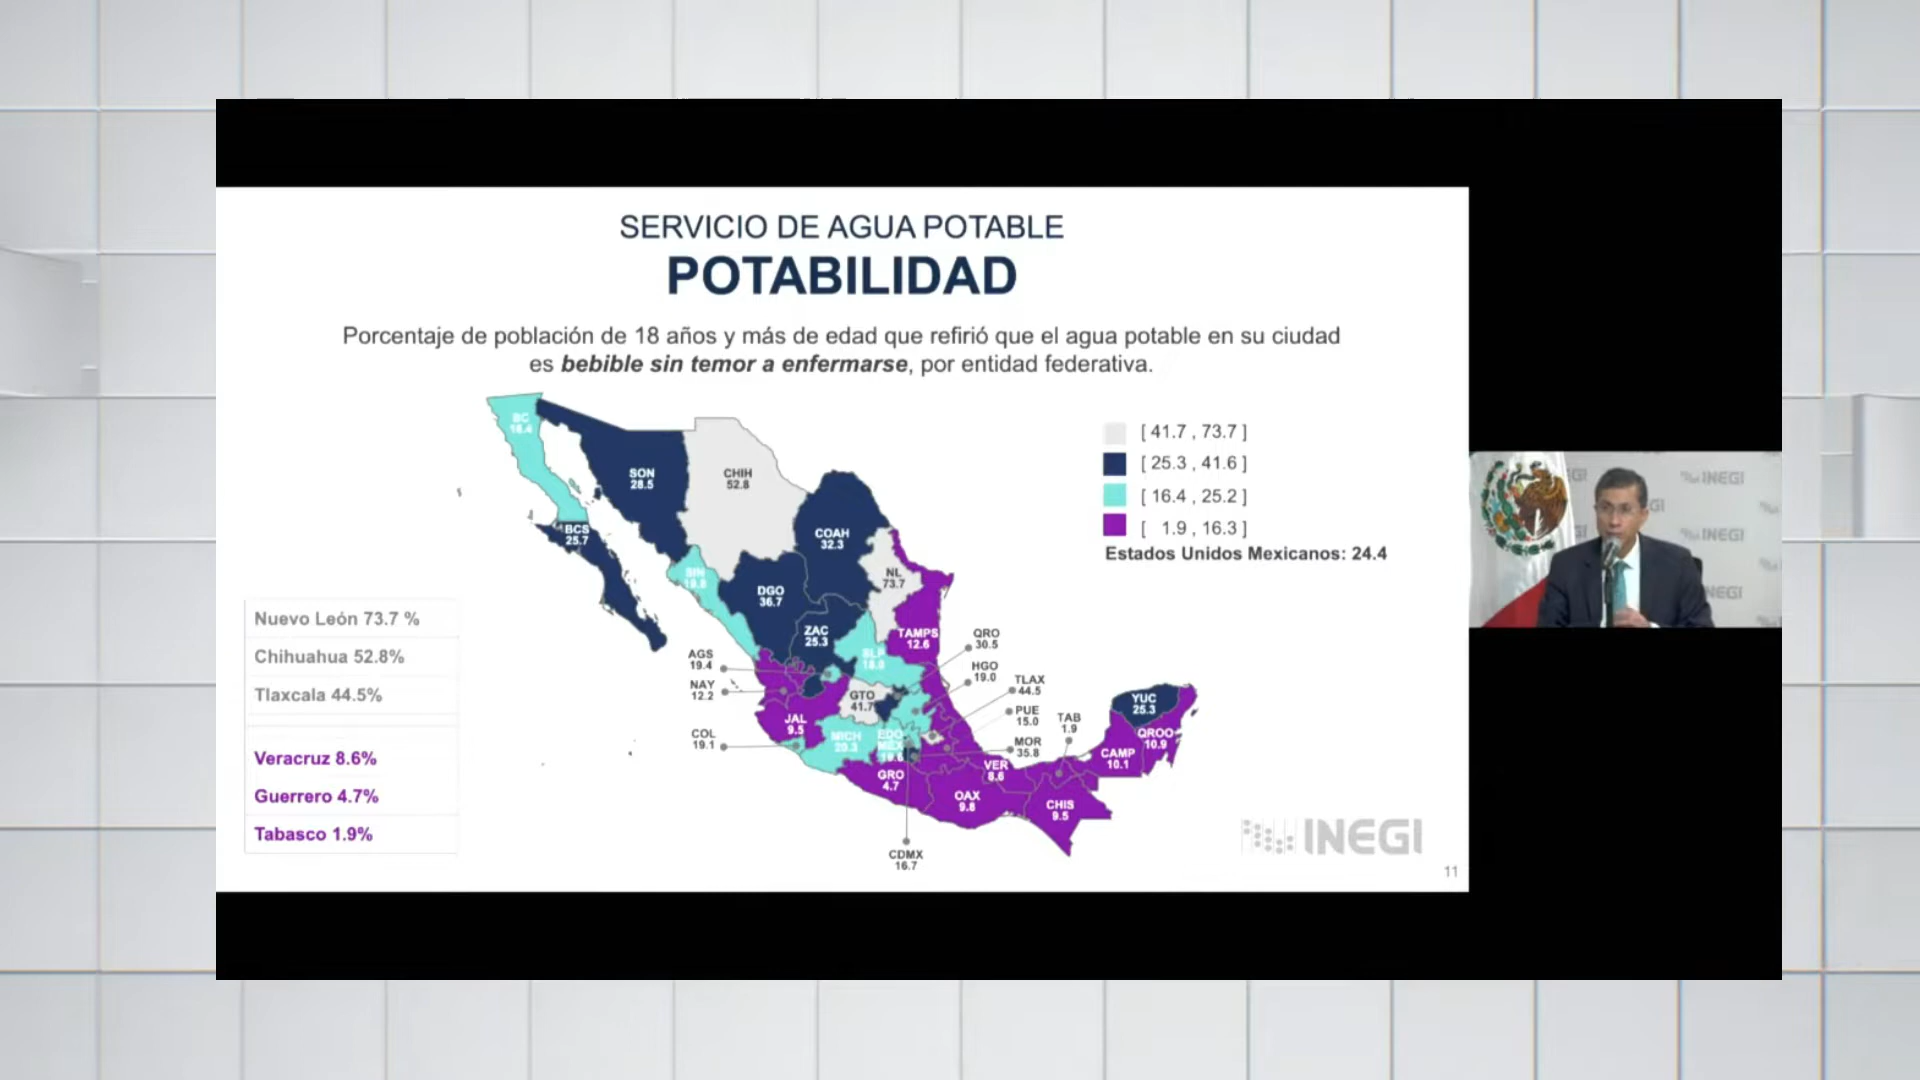 SERVICIO DE AGUA POTABLE
POTABILIDAD
Porcentaje de población de 18 años y más de edad que refirió que el agua potable en su ciudad
es bebible sin temor a enfermarse, por entidad federativa.
[ 41.7 , 73.7 ]
[ 25.3 , 41.6 ]
[ 16.4 , 25.2 ]
[ 1.9 , 16.3 ]
Estados Unidos Mexicanos: 24.4
BC
SON
28.5
CHIH
52.8
BCS
25.7
COAH
32.3
SIN
DGO
36.7
NL
73.7
ZAC
25.3
SLP
TAMPS
12.6
AGS
19.4
NAY
12.2
JAL
9.5
COL
19.1
GTO
41.7
MICH
20.3
EDO
MEX
GRO
4.7
QRO
30.5
HGO
19.0
TLAX
44.5
PUE
15.0
MOR
35.8
TAB
1.9
VER
8.6
OAX
9.8
CHIS
9.5
CAMP
10.1
YUC
25.3
QROO
10.9
CDMX
16.7
Nuevo León 73.7 %
Chihuahua 52.8%
Tlaxcala 44.5%
Veracruz 8.6%
Guerrero 4.7%
Tabasco 1.9%
INEGI
11
INEGI
INEGI
INEGI